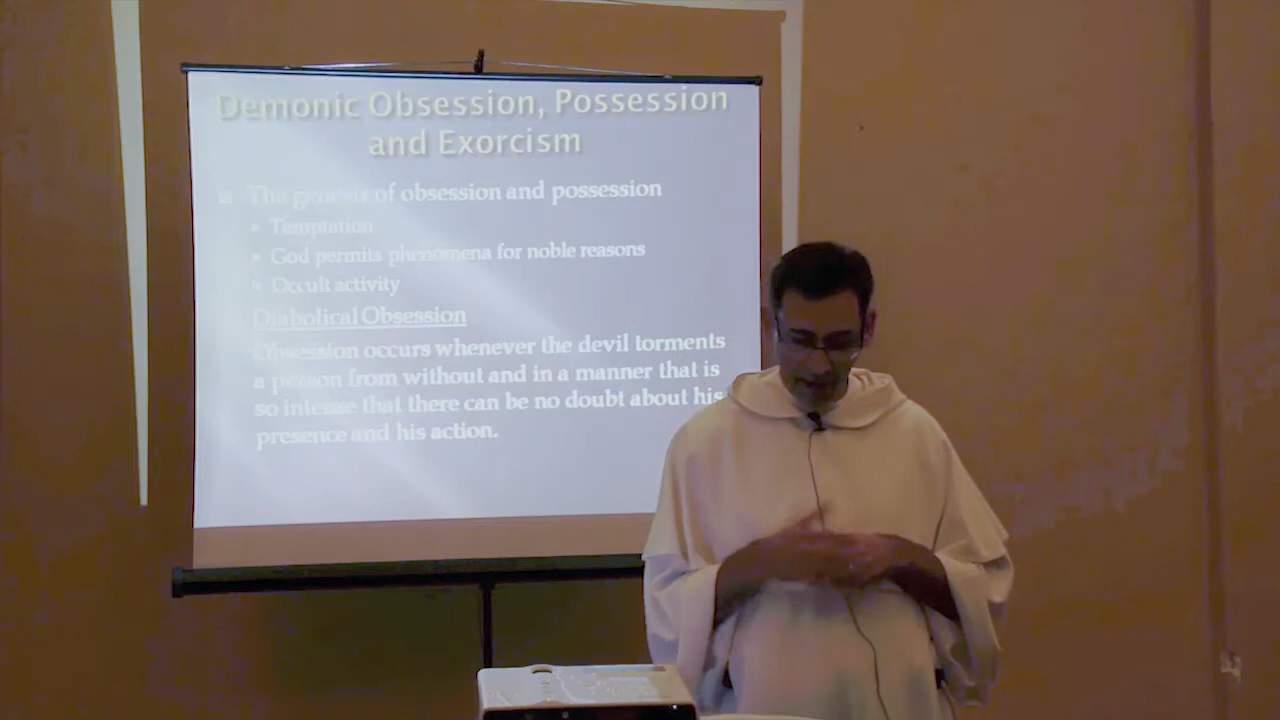 Demonic Obsession, Possession
and Exorcism
The genesis of obsession and possession
Temptation
God permits phenomena for noble reasons
Occult activity
Diabolical Obsession
Obsession occurs whenever the devil torments
a person from without and in a manner that is
so intense that there can be no doubt about his
presence and his action.